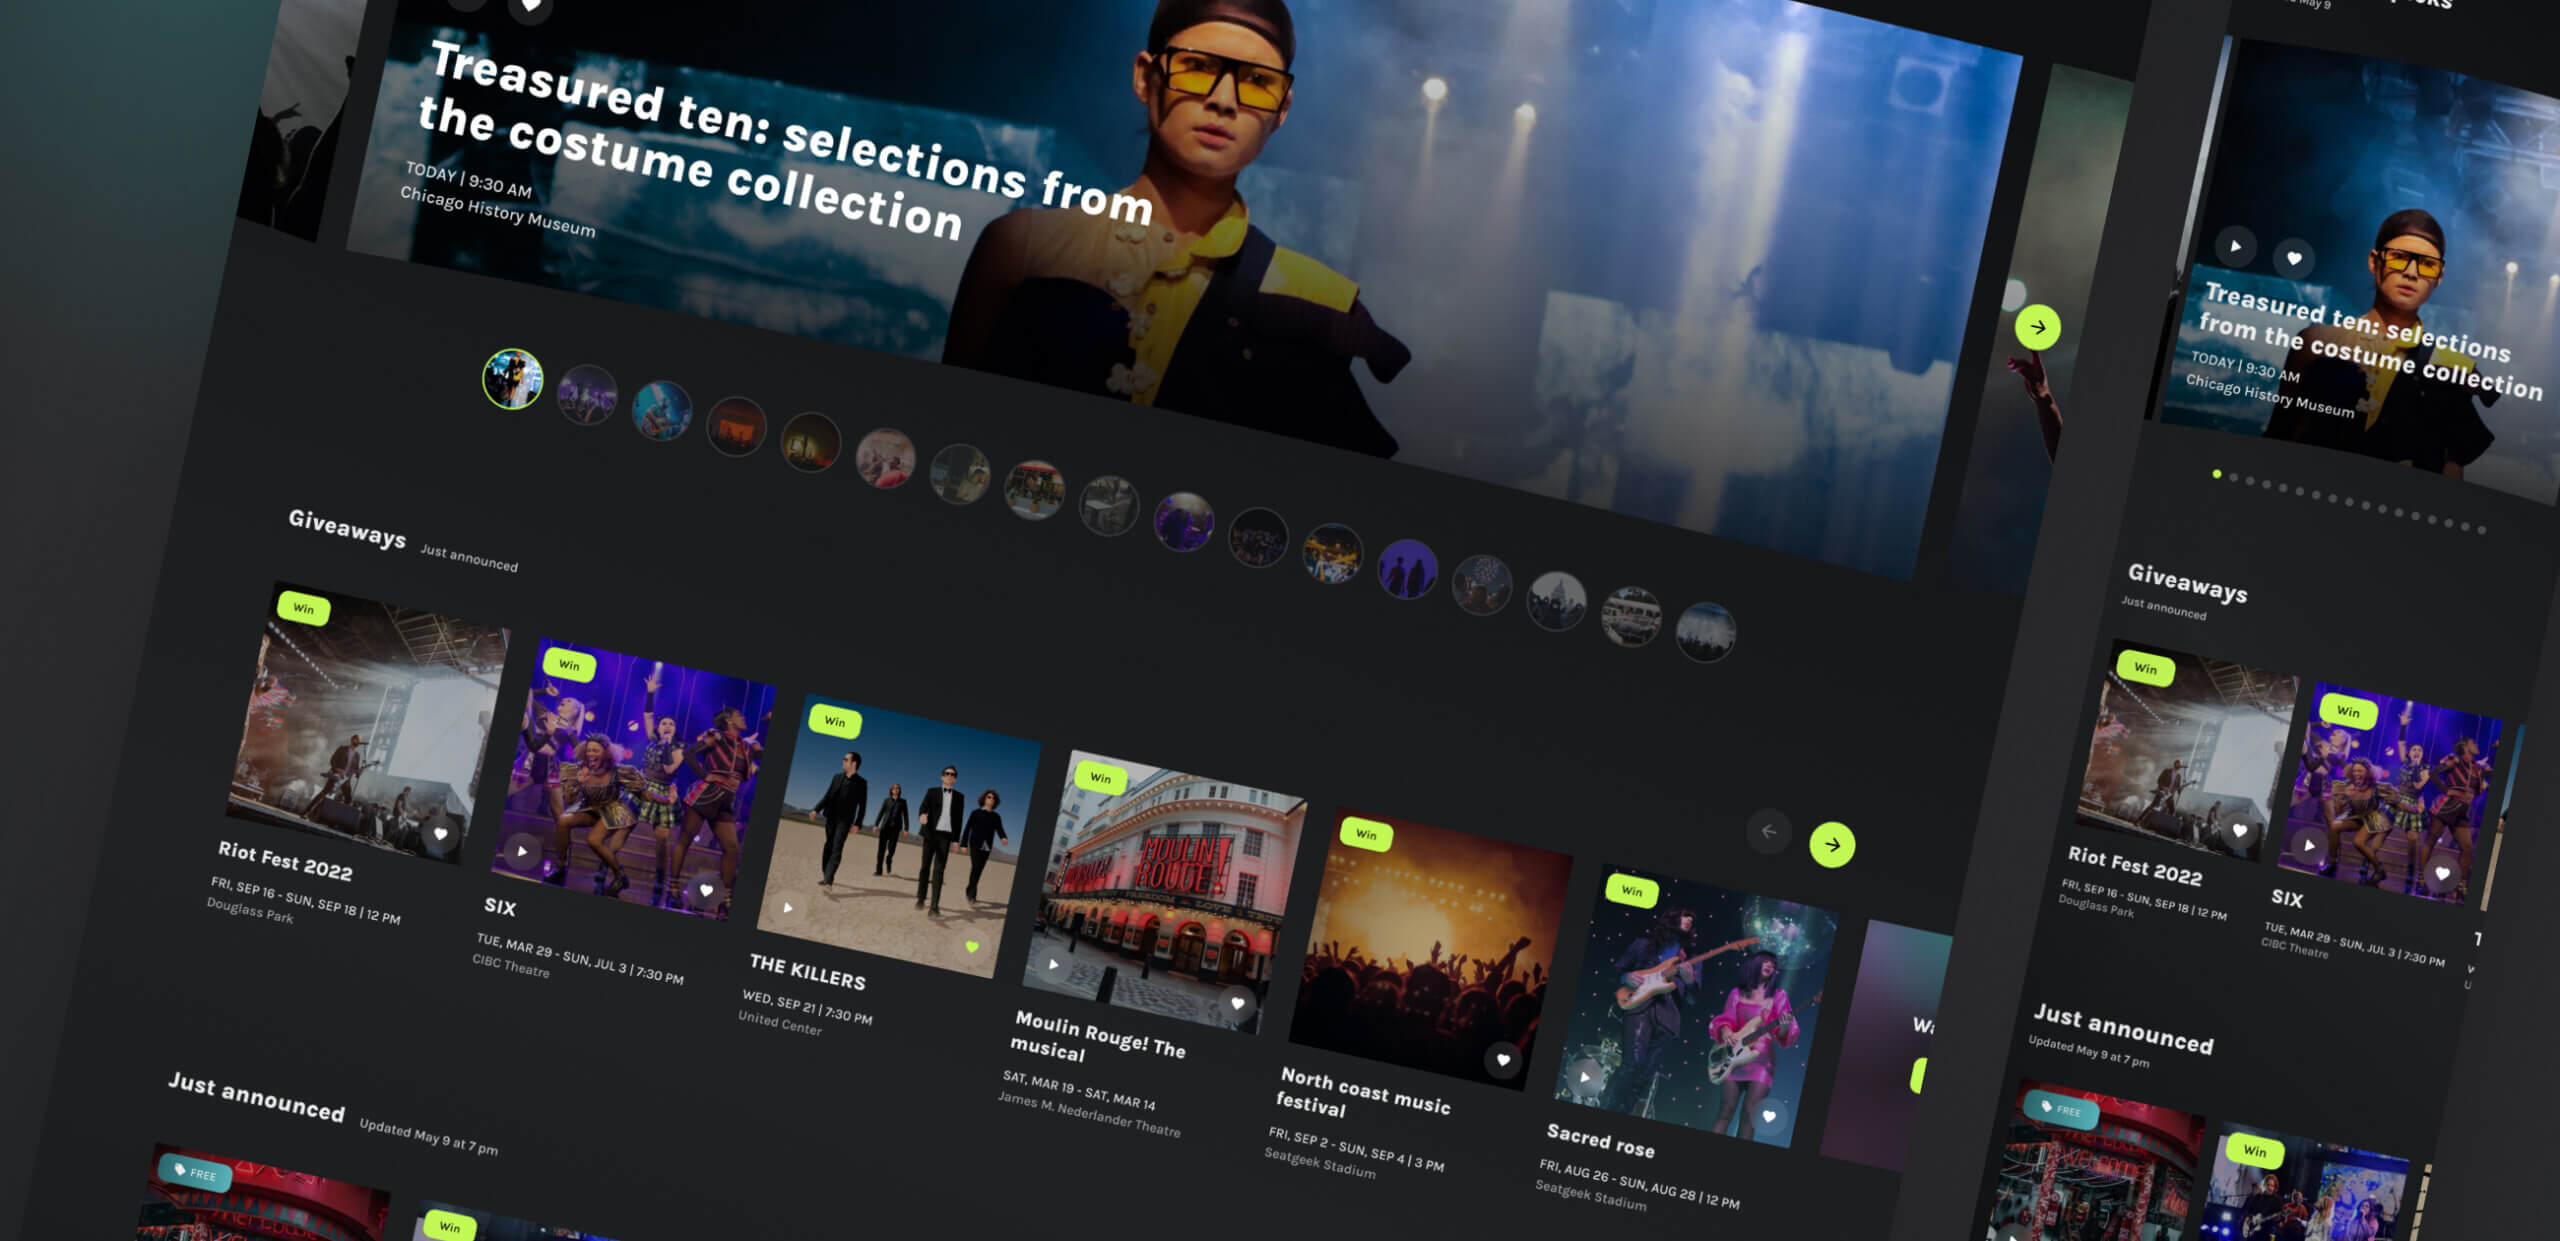 Treasured ten: selections from
the costume collection
TODAY | 9:30 AM
Chicago History Museum
Giveaways
Just announced
Win
Riot Fest 2022
FRI, SEP 16 - SUN, SEP 18 | 12 PM
Douglass Park
Win
SIX
TUE, MAR 29 - SUN, JUL 3 | 7:30 PM
CIBC Theatre
Win
THE KILLERS
WED, SEP 21 | 7:30 PM
United Center
Win
MOULIN
ROUGE!
Moulin Rouge! The
musical
SAT, MAR 19 - SAT, MAR 14
James M. Nederlander Theatre
Win
North coast music
festival
FRI, SEP 2 - SUN, SEP 4 | 3 PM
Seatgeek Stadium
Win
Sacred rose
FRI, AUG 26 - SUN, AUG 28 | 12 PM
Seatgeek Stadium
Just announced
Updated May 9 at 7 pm
FREE
Win
May 9
Treasured ten: selections
from the costume collection
TODAY | 9:30 AM
Chicago History Museum
Giveaways
Just announced
Win
Riot Fest 2022
FRI, SEP 16 - SUN, SEP 18 | 12 PM
Douglass Park
Win
SIX
TUE, MAR 29 - SUN, JUL 3 | 7:30 PM
CIBC Theatre
Just announced
Updated May 9 at 7 pm
FREE
Welcome
Win